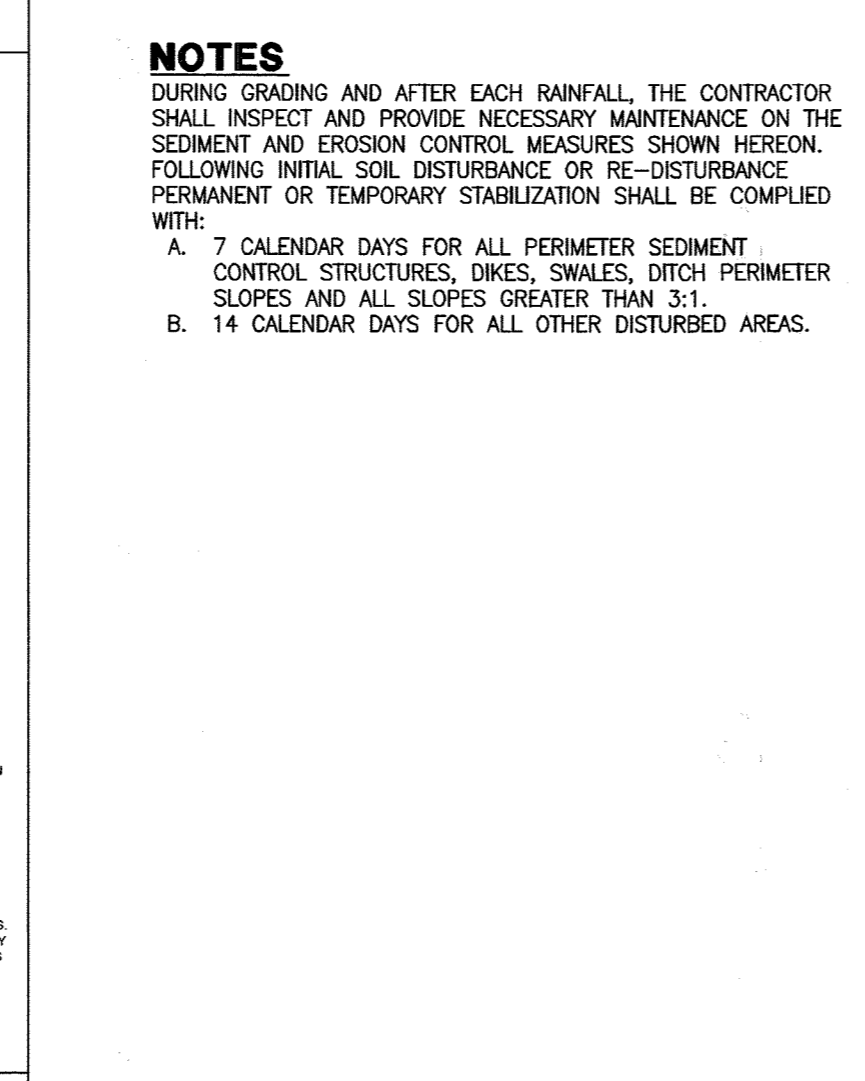 NOTES
DURING GRADING AND AFTER EACH RAINFALL, THE CONTRACTOR
SHALL INSPECT AND PROVIDE NECESSARY MAINTENANCE ON THE
SEDIMENT AND EROSION CONTROL MEASURES SHOWN HEREON.
FOLLOWING INITIAL SOIL DISTURBANCE OR RE-DISTURBANCE
PERMANENT OR TEMPORARY STABILIZATION SHALL BE COMPLIED
WITH:
A. 7 CALENDAR DAYS FOR ALL PERIMETER SEDIMENT
CONTROL STRUCTURES, DIKES, SWALES, DITCH PERIMETER
SLOPES AND ALL SLOPES GREATER THAN 3:1.
B. 14 CALENDAR DAYS FOR ALL OTHER DISTURBED AREAS.